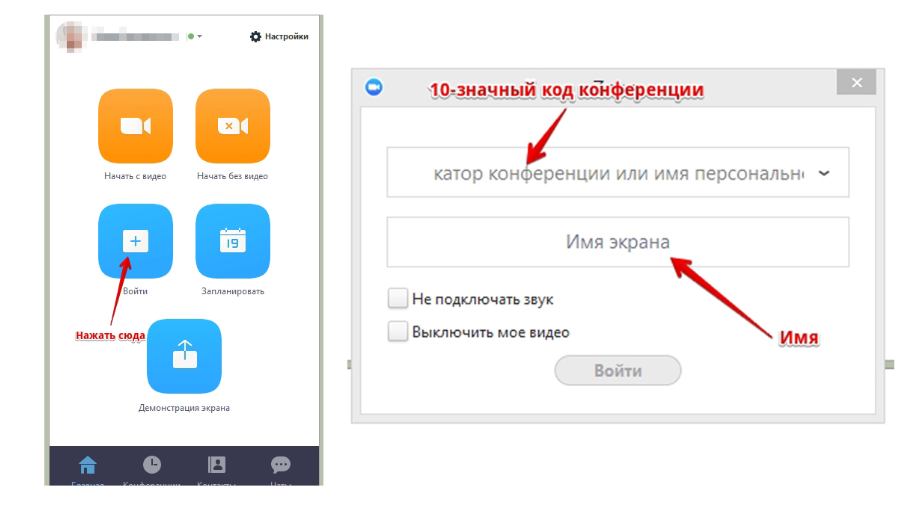 Настройки
Начать с видео
Начать без видео
19
Войти
Запланировать
Нажать сюда
Демонстрация экрана
Главная
Конференции
Контакты
Чаты
10-значный код конференции
катор конференции или имя персональн
Имя экрана
Не подключать звук
Выключить мое видео
Имя
Войти